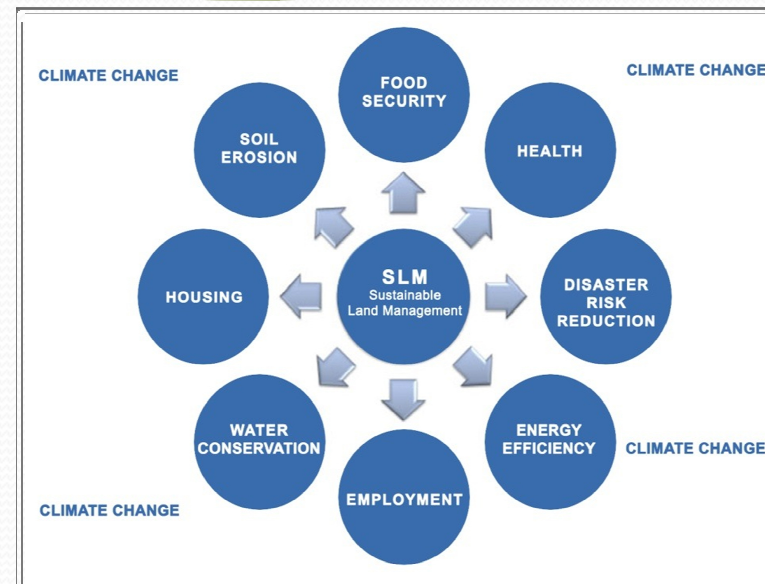 CLIMATE CHANGE
CLIMATE CHANGE
FOOD
SECURITY
SOIL
EROSION
HEALTH
HOUSING
SLM
Sustainable
Land Management
DISASTER
RISK
REDUCTION
WATER
CONSERVATION
ENERGY
EFFICIENCY
CLIMATE CHANGE
EMPLOYMENT
CLIMATE CHANGE